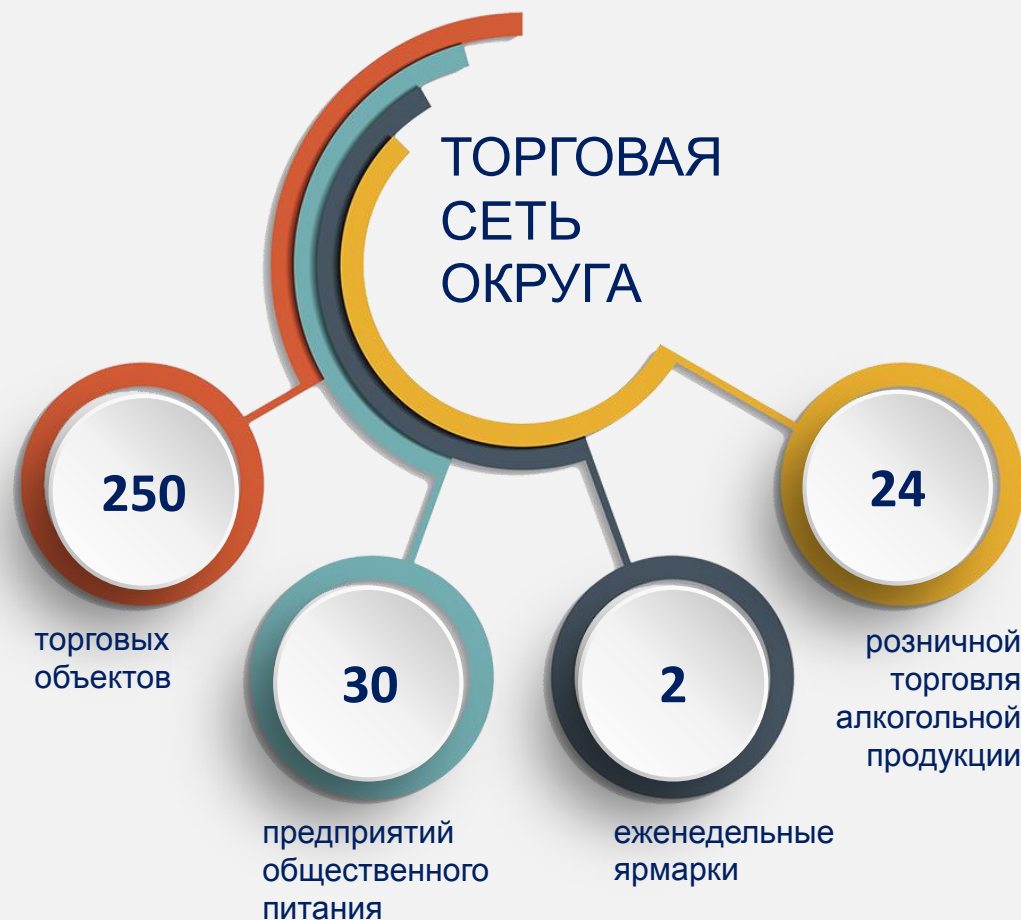 ТОРГОВАЯ
СЕТЬ
ОКРУГА
250
торговых
объектов
30
предприятий
общественного
питания
2
еженедельные
ярмарки
24
розничной
торговля
алкогольной
продукции